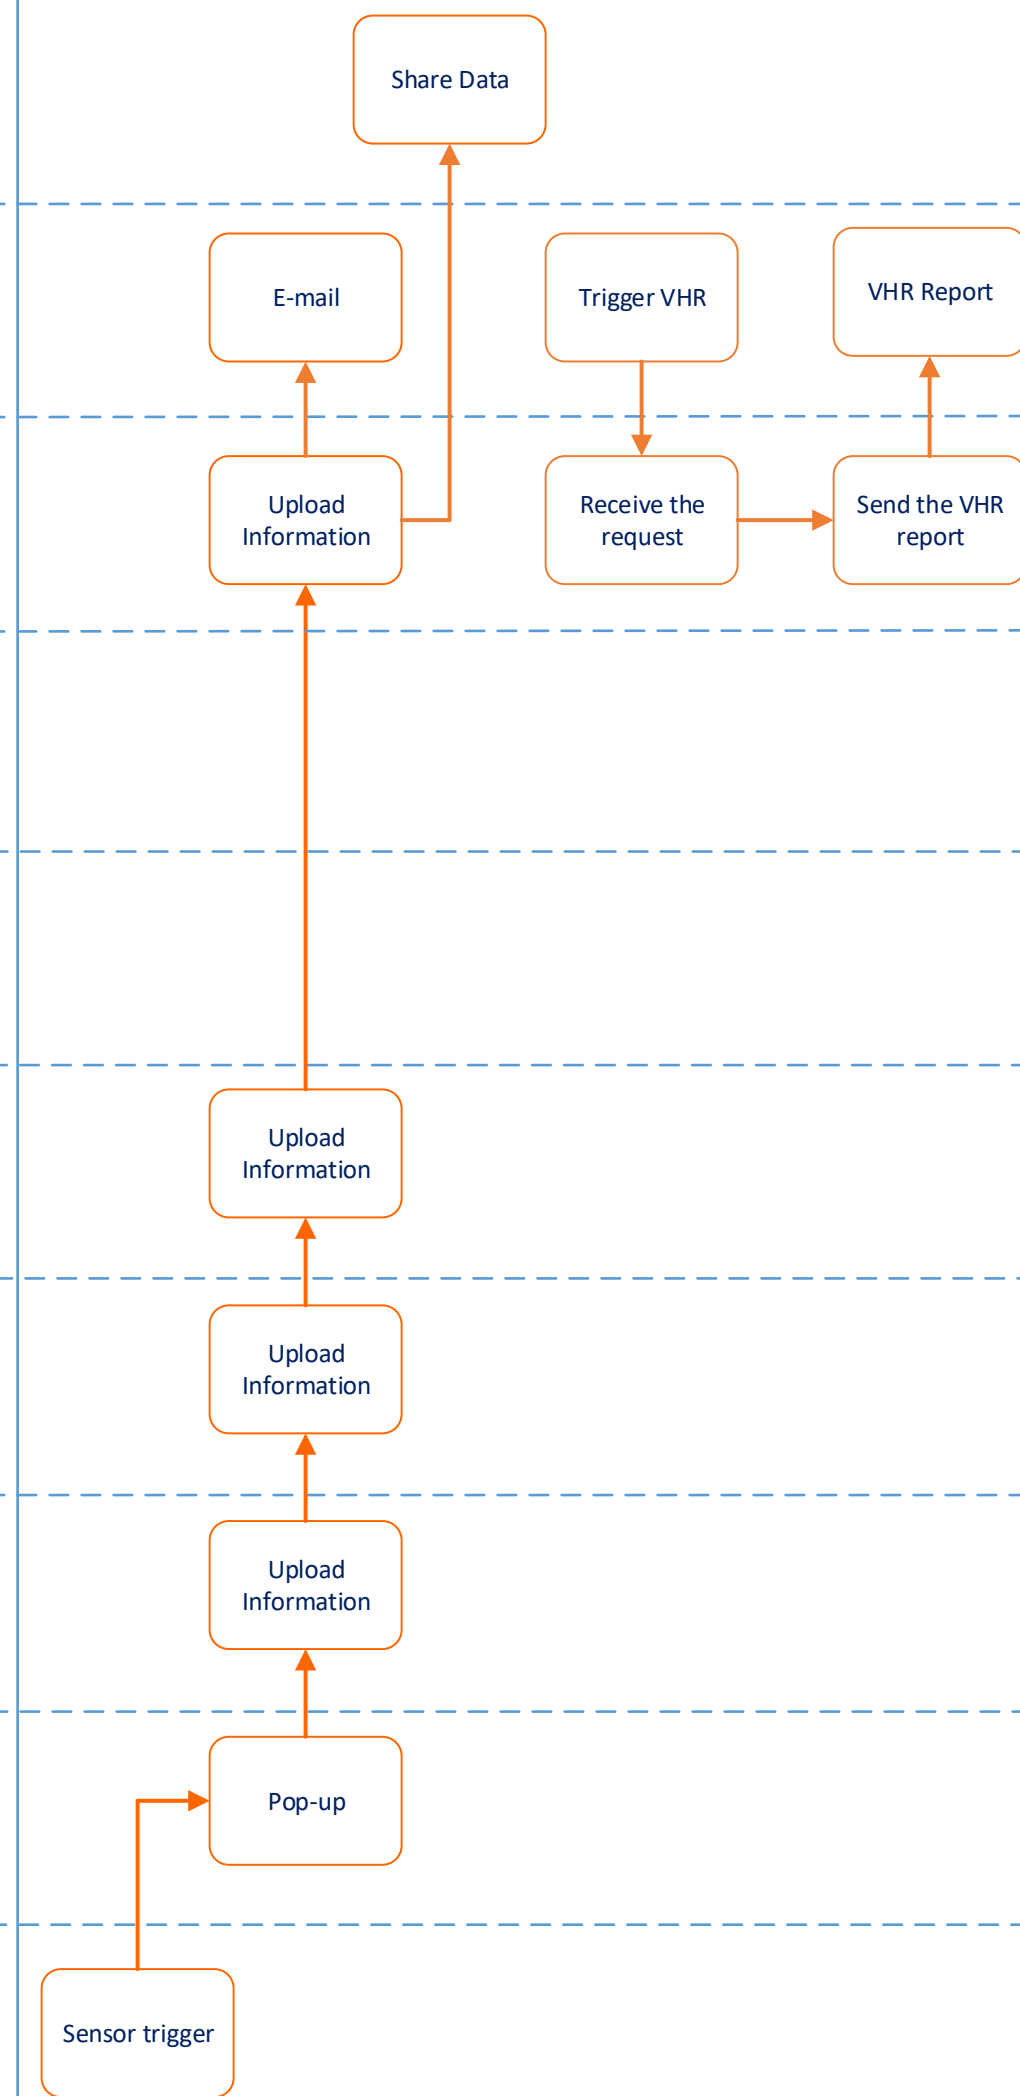 Share Data
E-mail
Trigger VHR
VHR Report
Upload
Information
Receive the
request
Send the VHR
report
Upload
Information
Upload
Information
Upload
Information
Pop-up
Sensor trigger